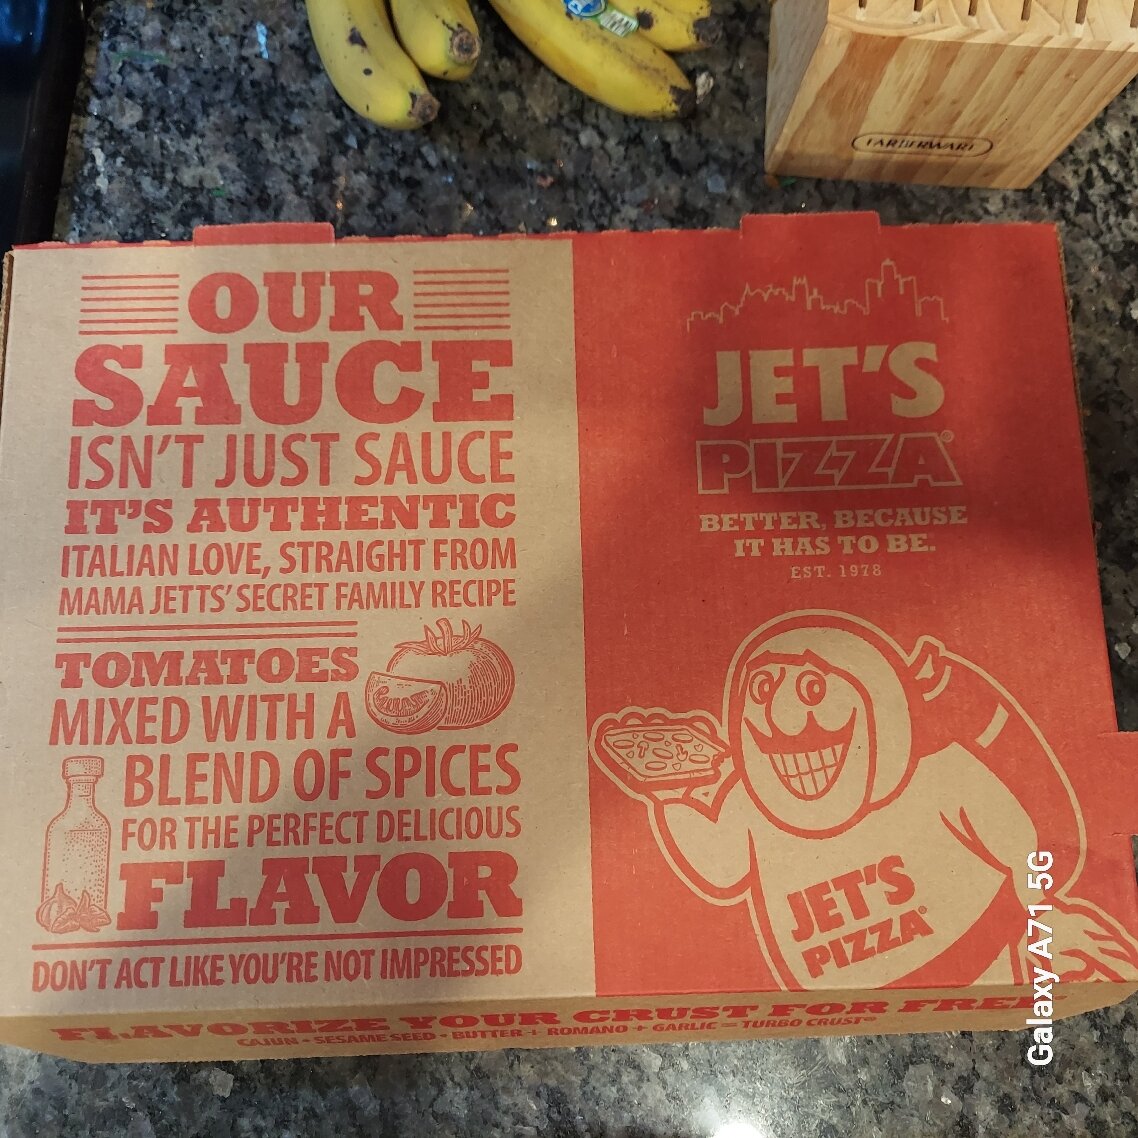 FARBERWARE
OUR
SAUCE
ISN'T JUST SAUCE
IT'S AUTHENTIC
ITALIAN LOVE, STRAIGHT FROM
MAMA JETTS' SECRET FAMILY RECIPE
TOMATOES
MIXED WITH A
BLEND OF SPICES
FOR THE PERFECT DELICIOUS
FLAVOR
DON'T ACT LIKE YOU'RE NOT IMPRESSED
JET'S
PIZZA®
BETTER, BECAUSE
IT HAS TO BE.
EST. 1978
JET'S
PIZZA®
FLAVORIZE YOUR CRUST FOR FREE
CAJUN • SESAME SEED • BUTTER + ROMANO + GARLIC = TURBO CRUST®
Galaxy A71 5G